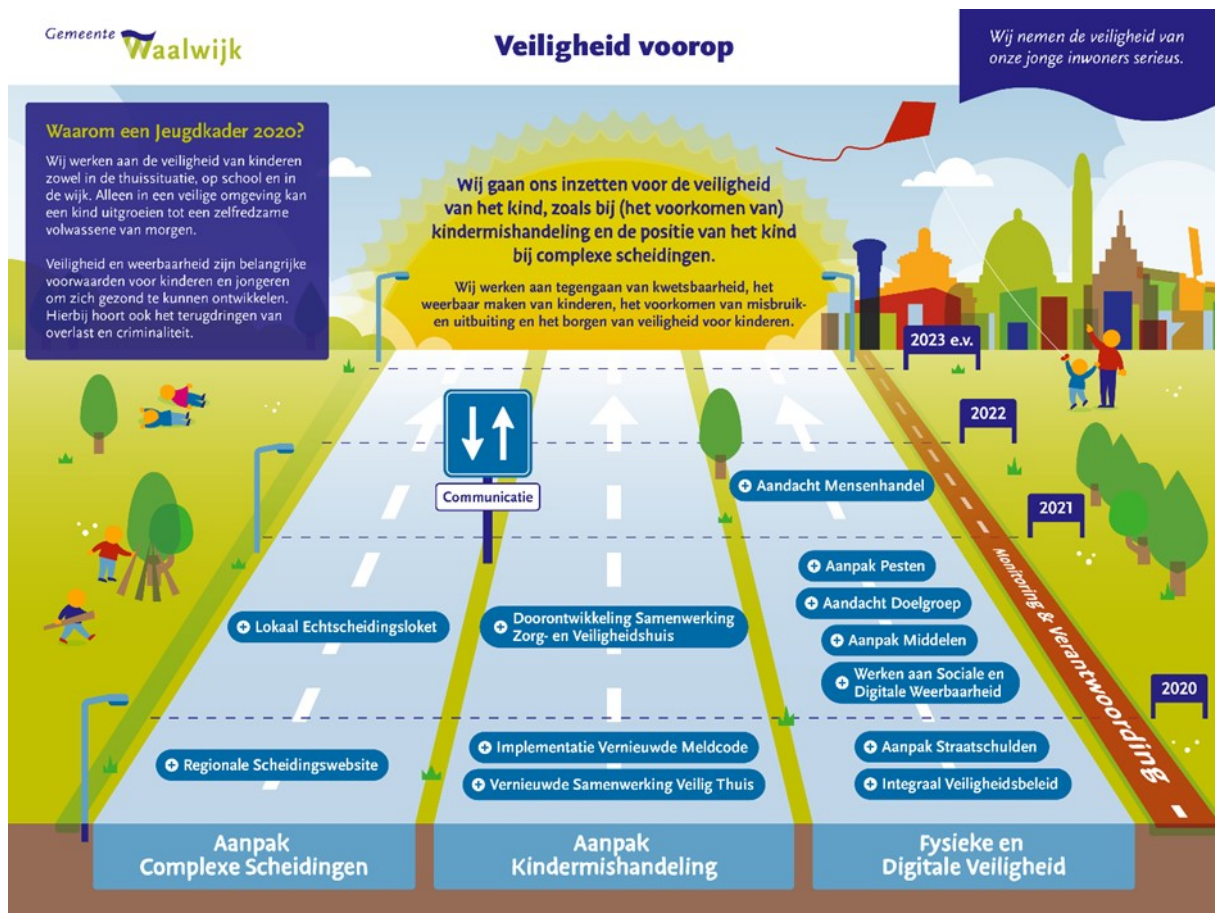 Gemeente
Waalwijk
Veiligheid voorop
Wij nemen de veiligheid van
onze jonge inwoners serieus.
Waarom een Jeugdkader 2020?
Wij werken aan de veiligheid van kinderen
zowel in de thuissituatie, op school en in
de wijk. Alleen in een veilige omgeving kan
een kind uitgroeien tot een zelfredzame
volwassene van morgen.
Veiligheid en weerbaarheid zijn belangrijke
voorwaarden voor kinderen en jongeren
om zich gezond te kunnen ontwikkelen.
Hierbij hoort ook het terugdringen van
overlast en criminaliteit.
Wij gaan ons inzetten voor de veiligheid
van het kind, zoals bij (het voorkomen van)
kindermishandeling en de positie van het kind
bij complexe scheidingen.
Wij werken aan tegengaan van kwetsbaarheid, het
weerbaar maken van kinderen, het voorkomen van misbruik-
en uitbuiting en het borgen van veiligheid voor kinderen.
2023 e.v.
2022
Communicatie
Aandacht Mensenhandel
2021
Aanpak Pesten
Aandacht Doelgroep
Lokaal Echtscheidingsloket
Doorontwikkeling Samenwerking
Zorg- en Veiligheidshuis
Aanpak Middelen
Werken aan Sociale en
Digitale Weerbaarheid
Monitoring & Verantwoording
2020
Regionale Scheidingswebsite
Implementatie Vernieuwde Meldcode
Vernieuwde Samenwerking Veilig Thuis
Aanpak Straatschulden
Integraal Veiligheidsbeleid
Aanpak
Complexe Scheidingen
Aanpak
Kindermishandeling
Fysieke en
Digitale Veiligheid